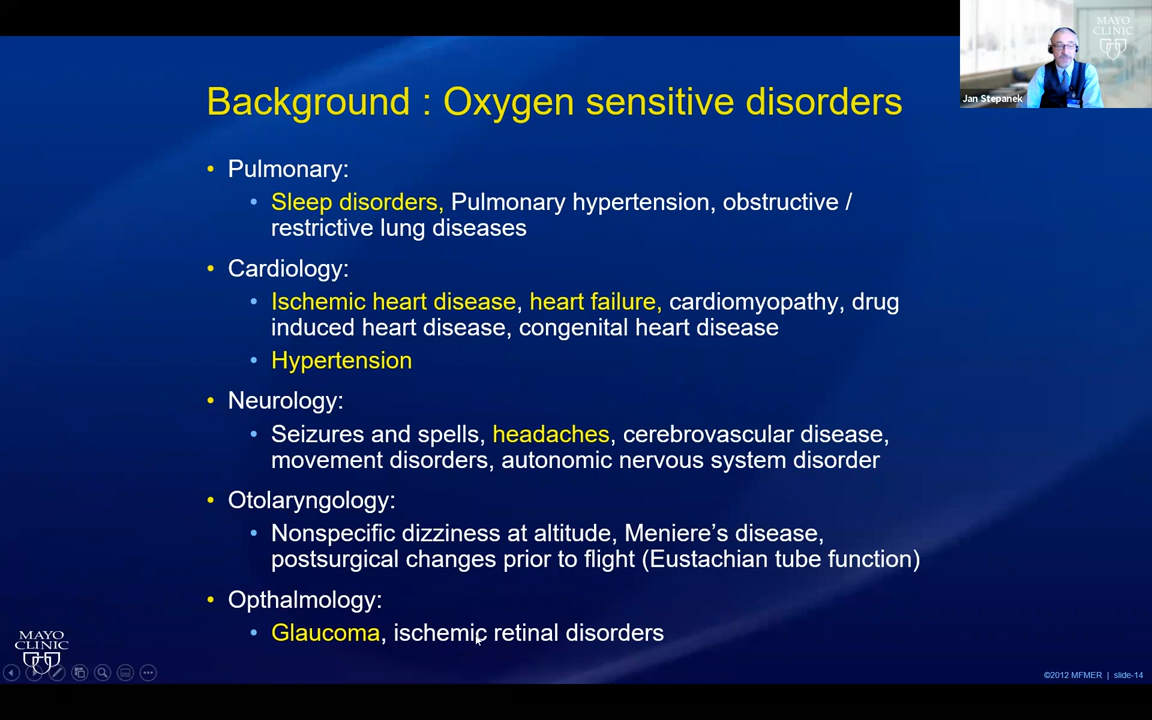 MAYO
CLINIC
Jan Stepanek
Background : Oxygen sensitive disorders
• Pulmonary:
• Sleep disorders, Pulmonary hypertension, obstructive /
restrictive lung diseases
• Cardiology:
• Ischemic heart disease, heart failure, cardiomyopathy, drug
induced heart disease, congenital heart disease
• Hypertension
• Neurology:
• Seizures and spells, headaches, cerebrovascular disease,
movement disorders, autonomic nervous system disorder
• Otolaryngology:
• Nonspecific dizziness at altitude, Meniere’s disease,
postsurgical changes prior to flight (Eustachian tube function)
• Opthalmology:
• Glaucoma, ischemic retinal disorders
MAYO
CLINIC
©2012 MFMER | slide-14